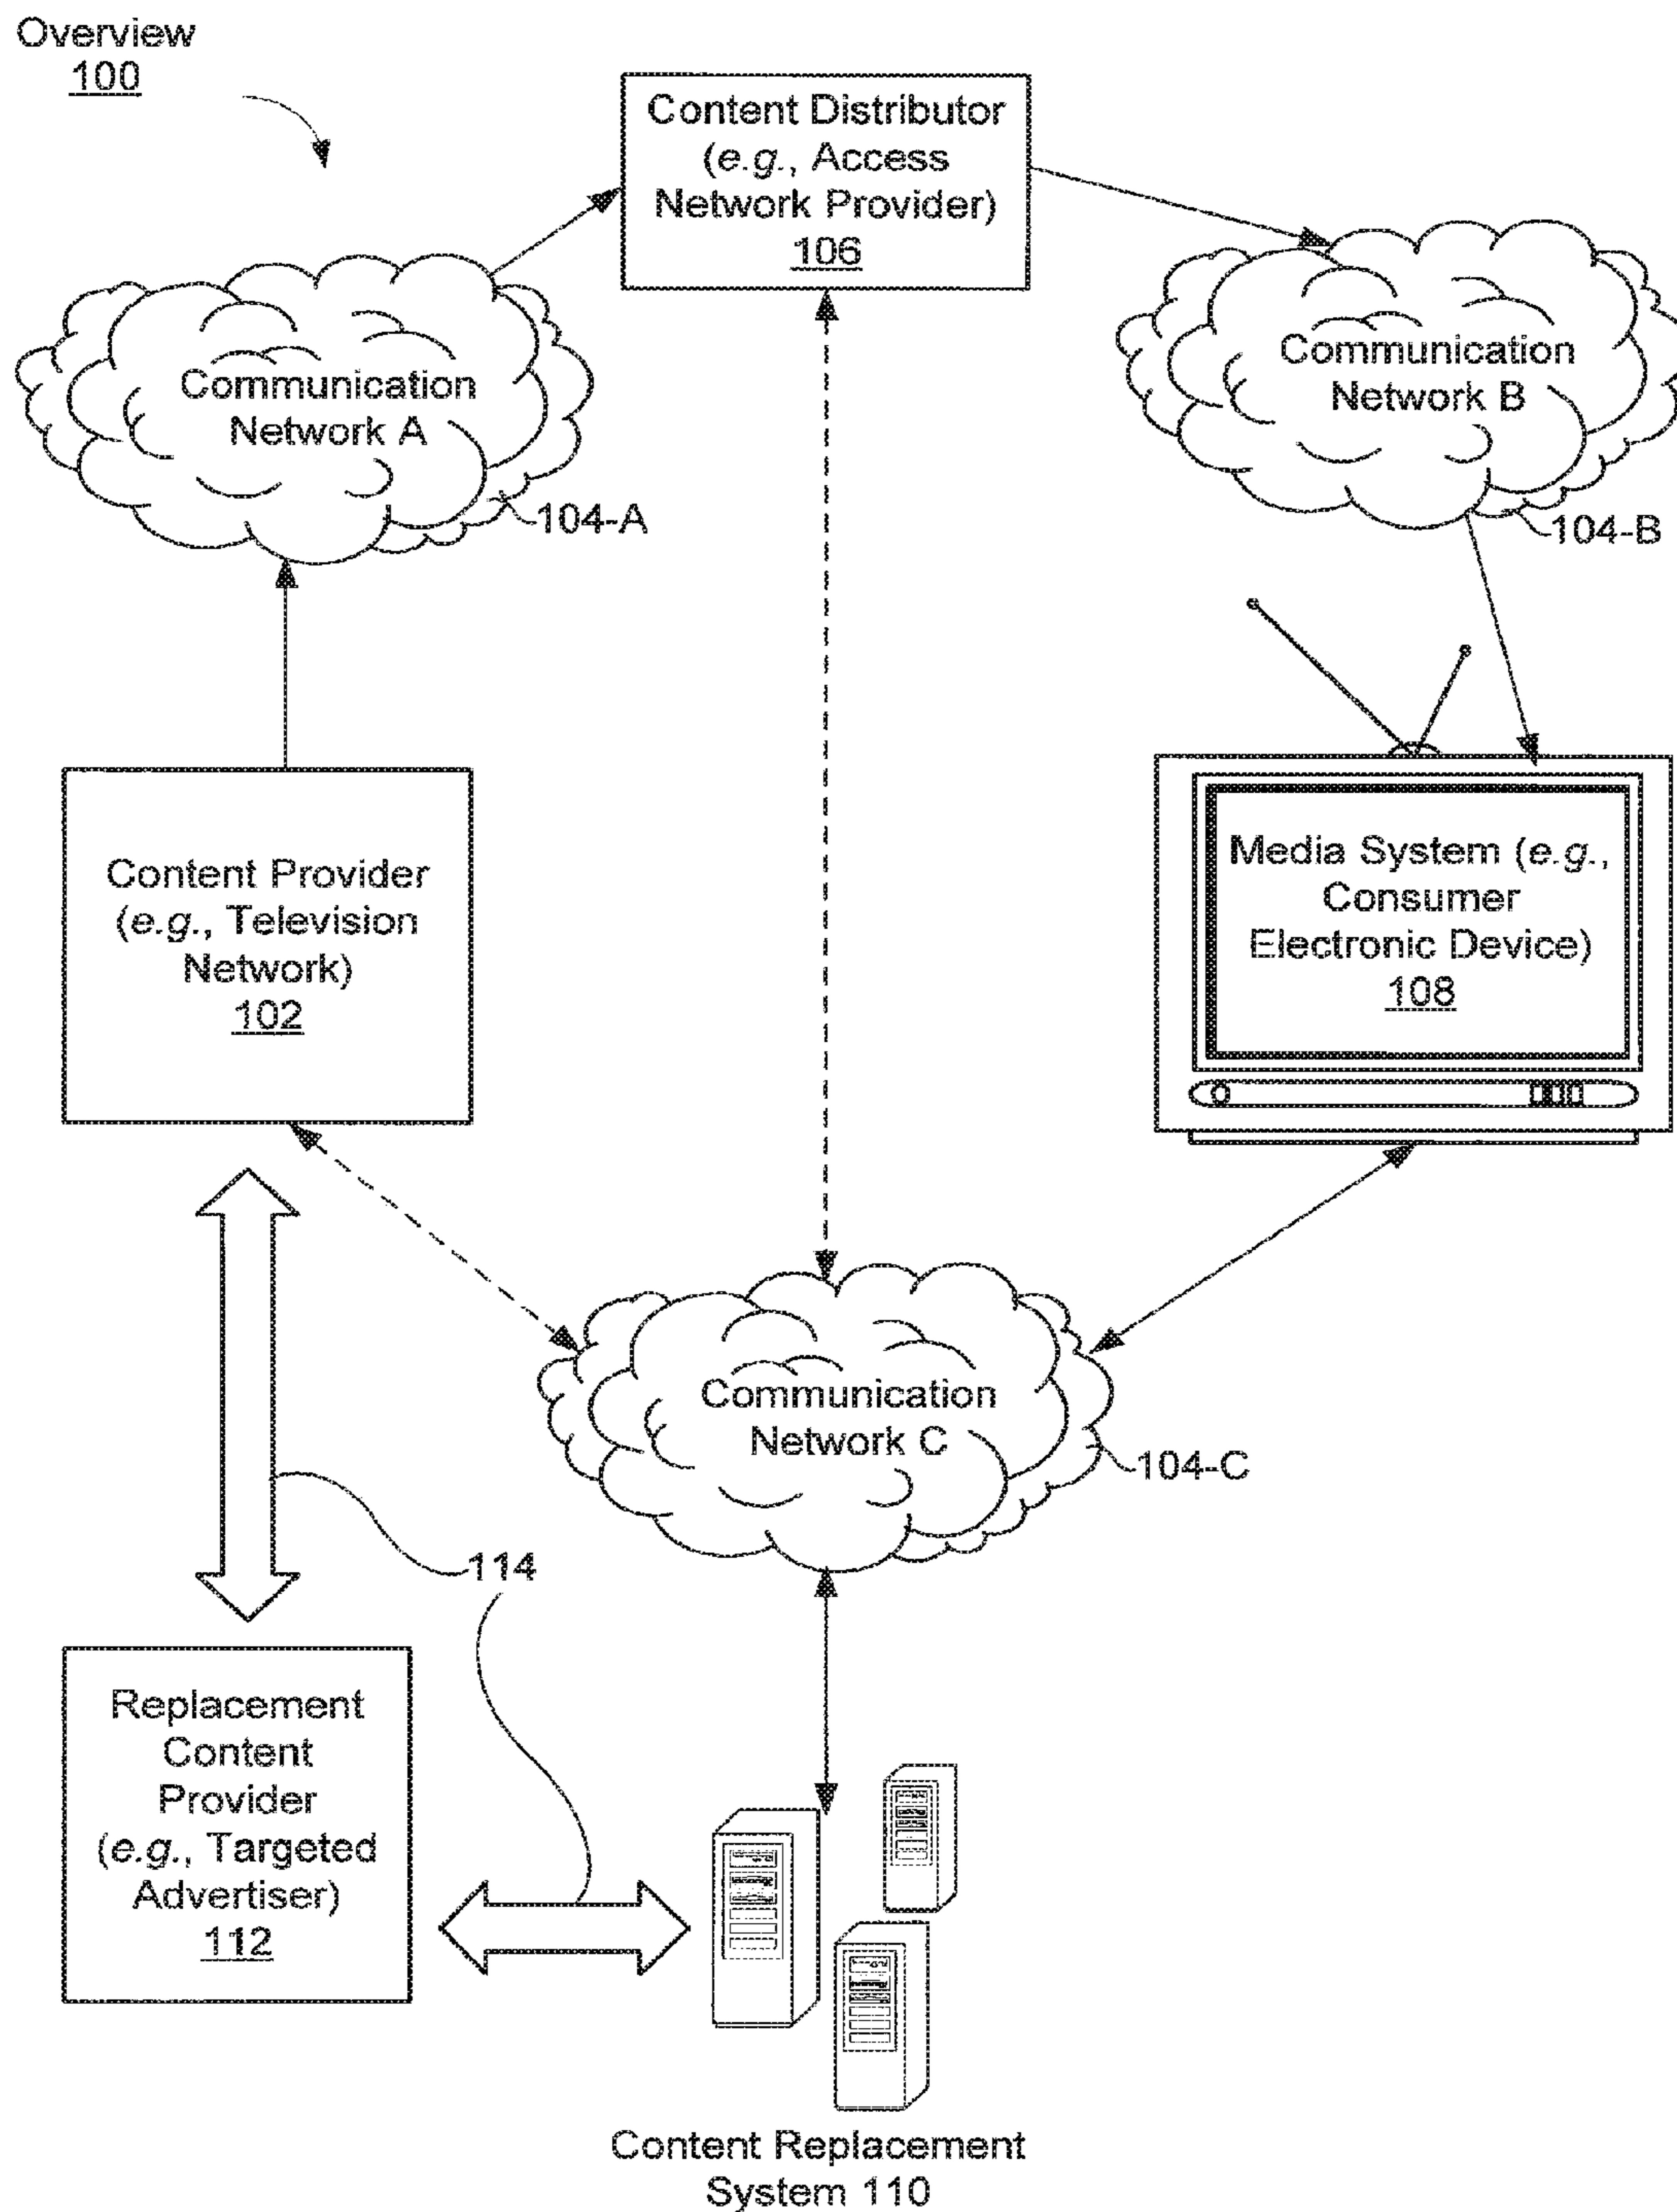 Overview
100
Content Distributor
(e.g., Access
Network Provider)
106
Communication
Network A
104-A
Communication
Network B
104-B
Content Provider
(e.g., Television
Network)
102
Media System (e.g.,
Consumer
Electronic Device)
108
Communication
Network C
104-C
114
Replacement
Content
Provider
(e.g., Targeted
Advertiser)
112
Content Replacement
System 110